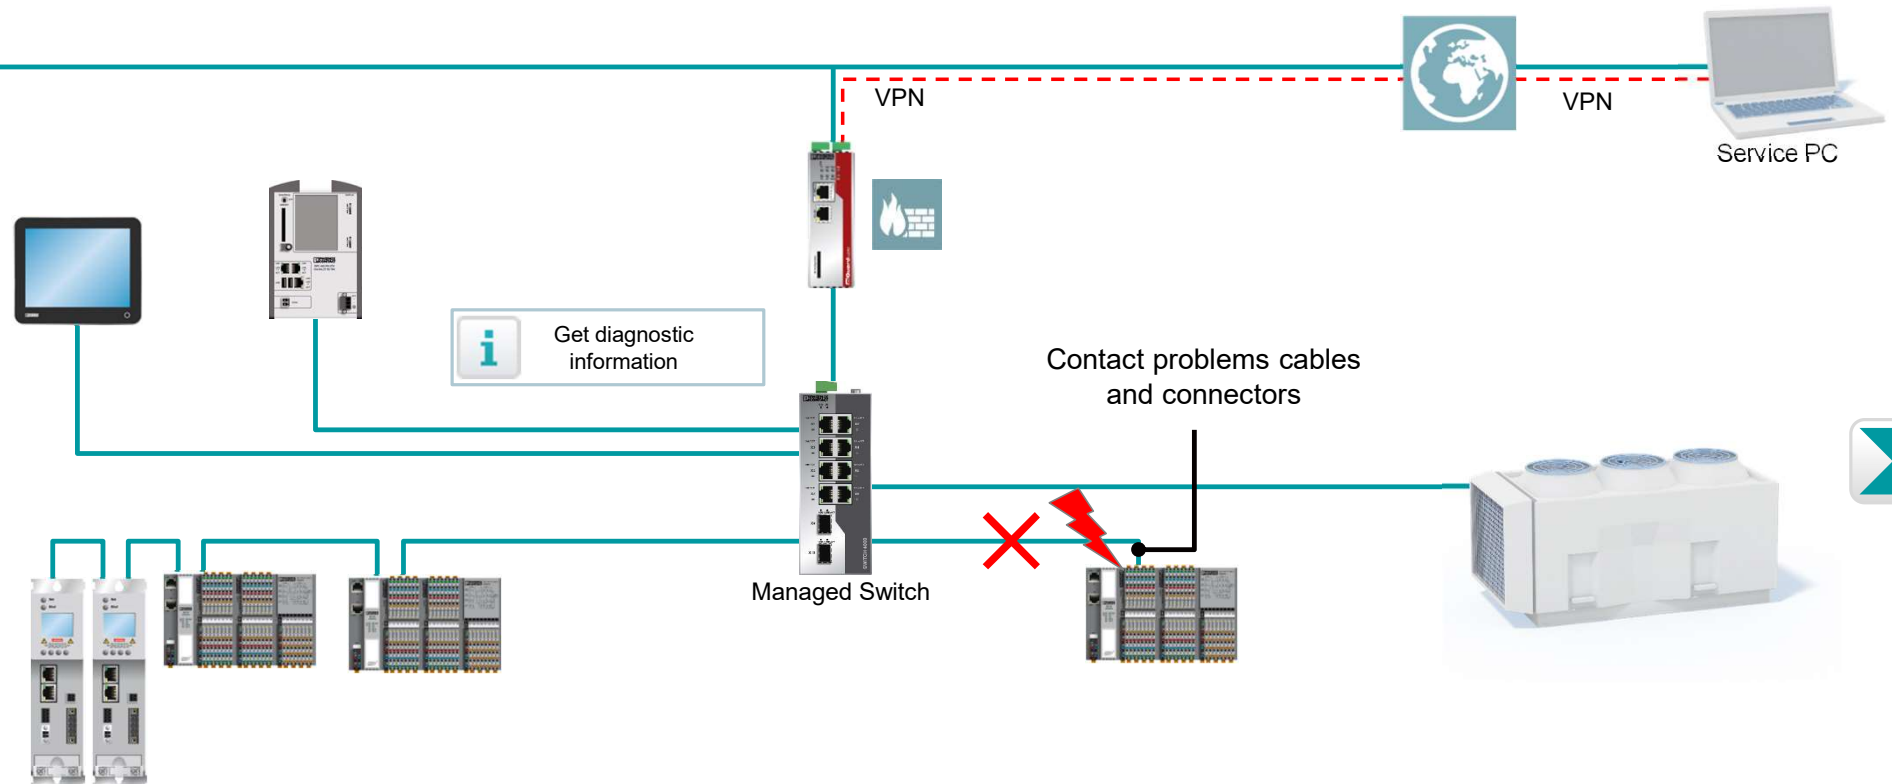 VPN
VPN
Service PC
Get diagnostic
information
Contact problems cables
and connectors
Managed Switch